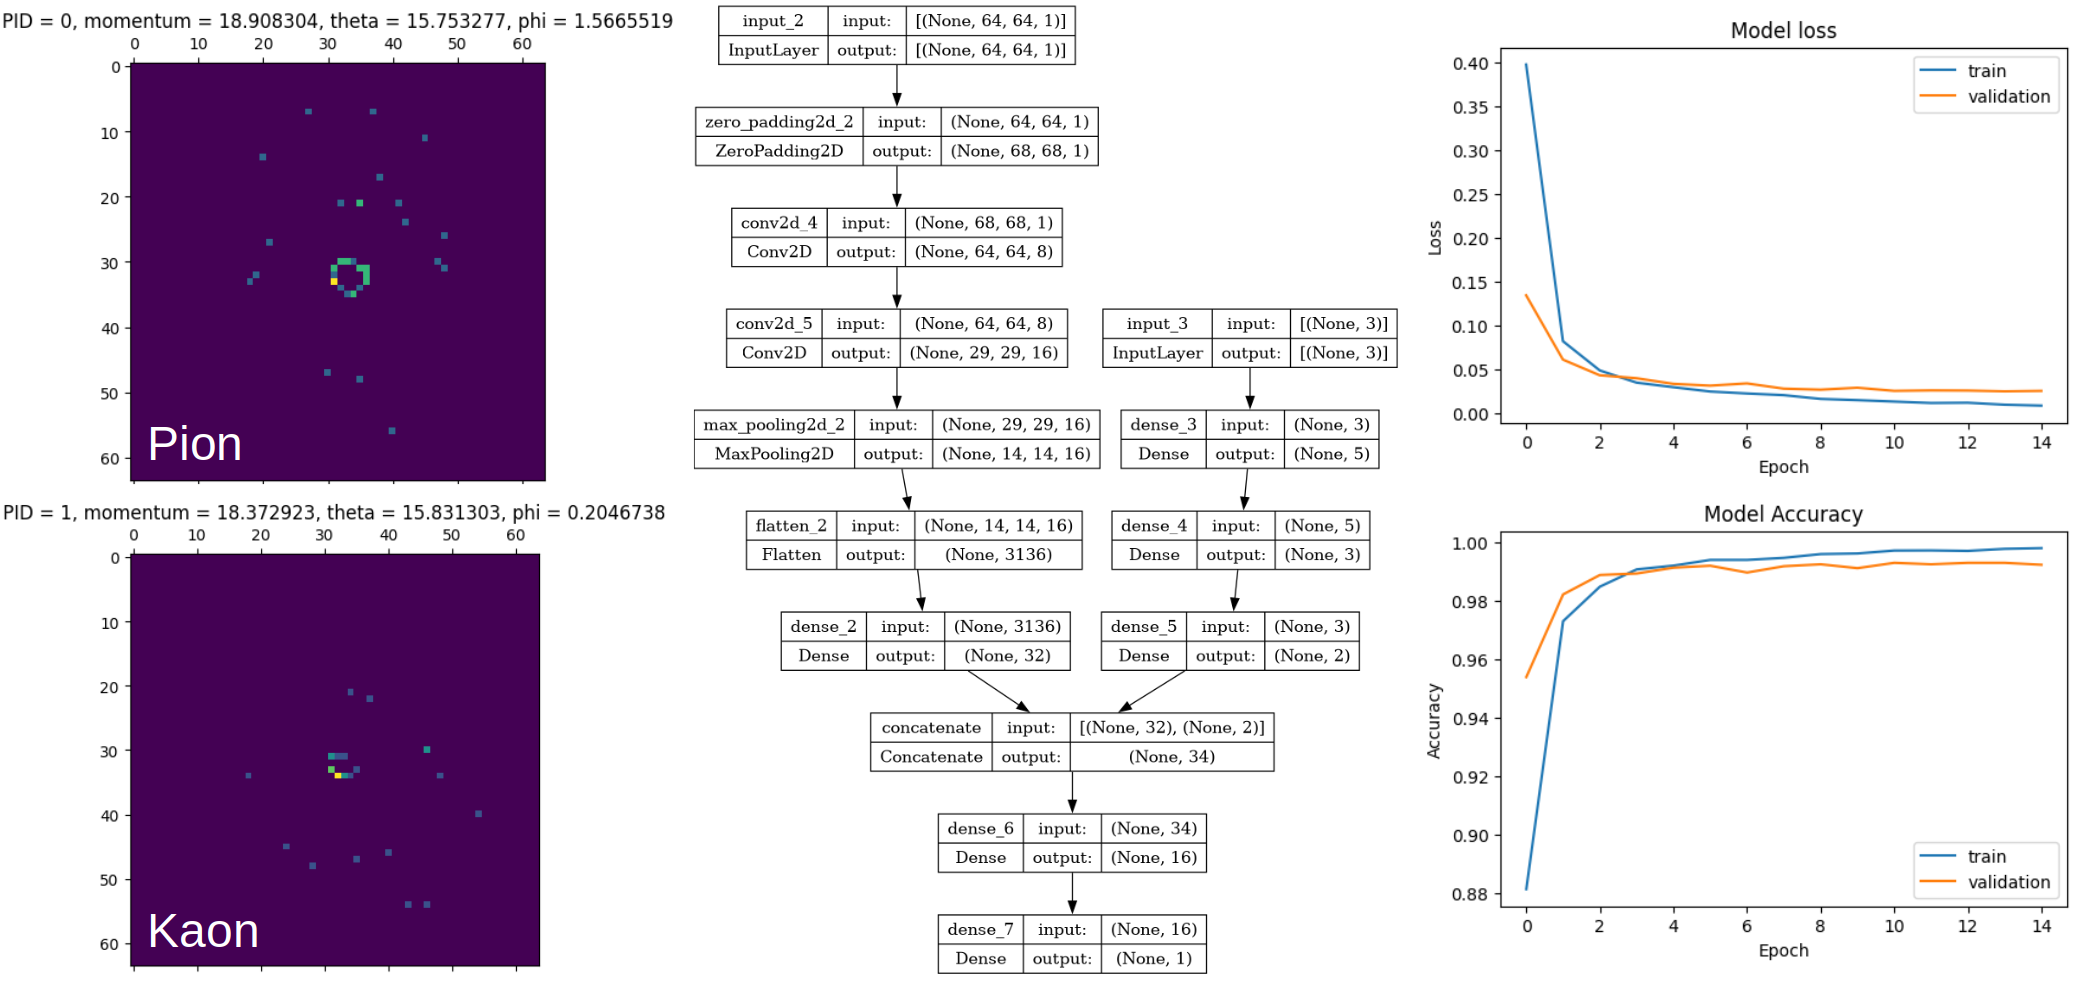 PID = 0, momentum = 18.908304, theta = 15.753277, phi = 1.5665519
0 10 20 30 40 50 60
0
10
20
30
40
50
60
Pion
PID = 1, momentum = 18.372923, theta = 15.831303, phi = 0.2046738
0 10 20 30 40 50 60
0
10
20
30
40
50
60
Kaon
input_2 input: [(None, 64, 64, 1)]
InputLayer output: [(None, 64, 64, 1)]
zero_padding2d_2 input: (None, 64, 64, 1)
ZeroPadding2D output: (None, 68, 68, 1)
conv2d_4 input: (None, 68, 68, 1)
Conv2D output: (None, 64, 64, 8)
conv2d_5 input: (None, 64, 64, 8)
Conv2D output: (None, 29, 29, 16)
input_3 input: [(None, 3)]
InputLayer output: [(None, 3)]
max_pooling2d_2 input: (None, 29, 29, 16)
MaxPooling2D output: (None, 14, 14, 16)
dense_3 input: (None, 3)
Dense output: (None, 5)
flatten_2 input: (None, 14, 14, 16)
Flatten output: (None, 3136)
dense_4 input: (None, 5)
Dense output: (None, 3)
dense_2 input: (None, 3136)
Dense output: (None, 32)
dense_5 input: (None, 3)
Dense output: (None, 2)
concatenate input: [(None, 32), (None, 2)]
Concatenate output: (None, 34)
dense_6 input: (None, 34)
Dense output: (None, 16)
dense_7 input: (None, 16)
Dense output: (None, 1)
Model loss
train
validation
0.40
0.35
0.30
0.25
0.20
0.15
0.10
0.05
0.00
Loss
0 2 4 6 8 10 12 14
Epoch
Model Accuracy
1.00
0.98
0.96
0.94
0.92
0.90
0.88
Accuracy
train
validation
0 2 4 6 8 10 12 14
Epoch